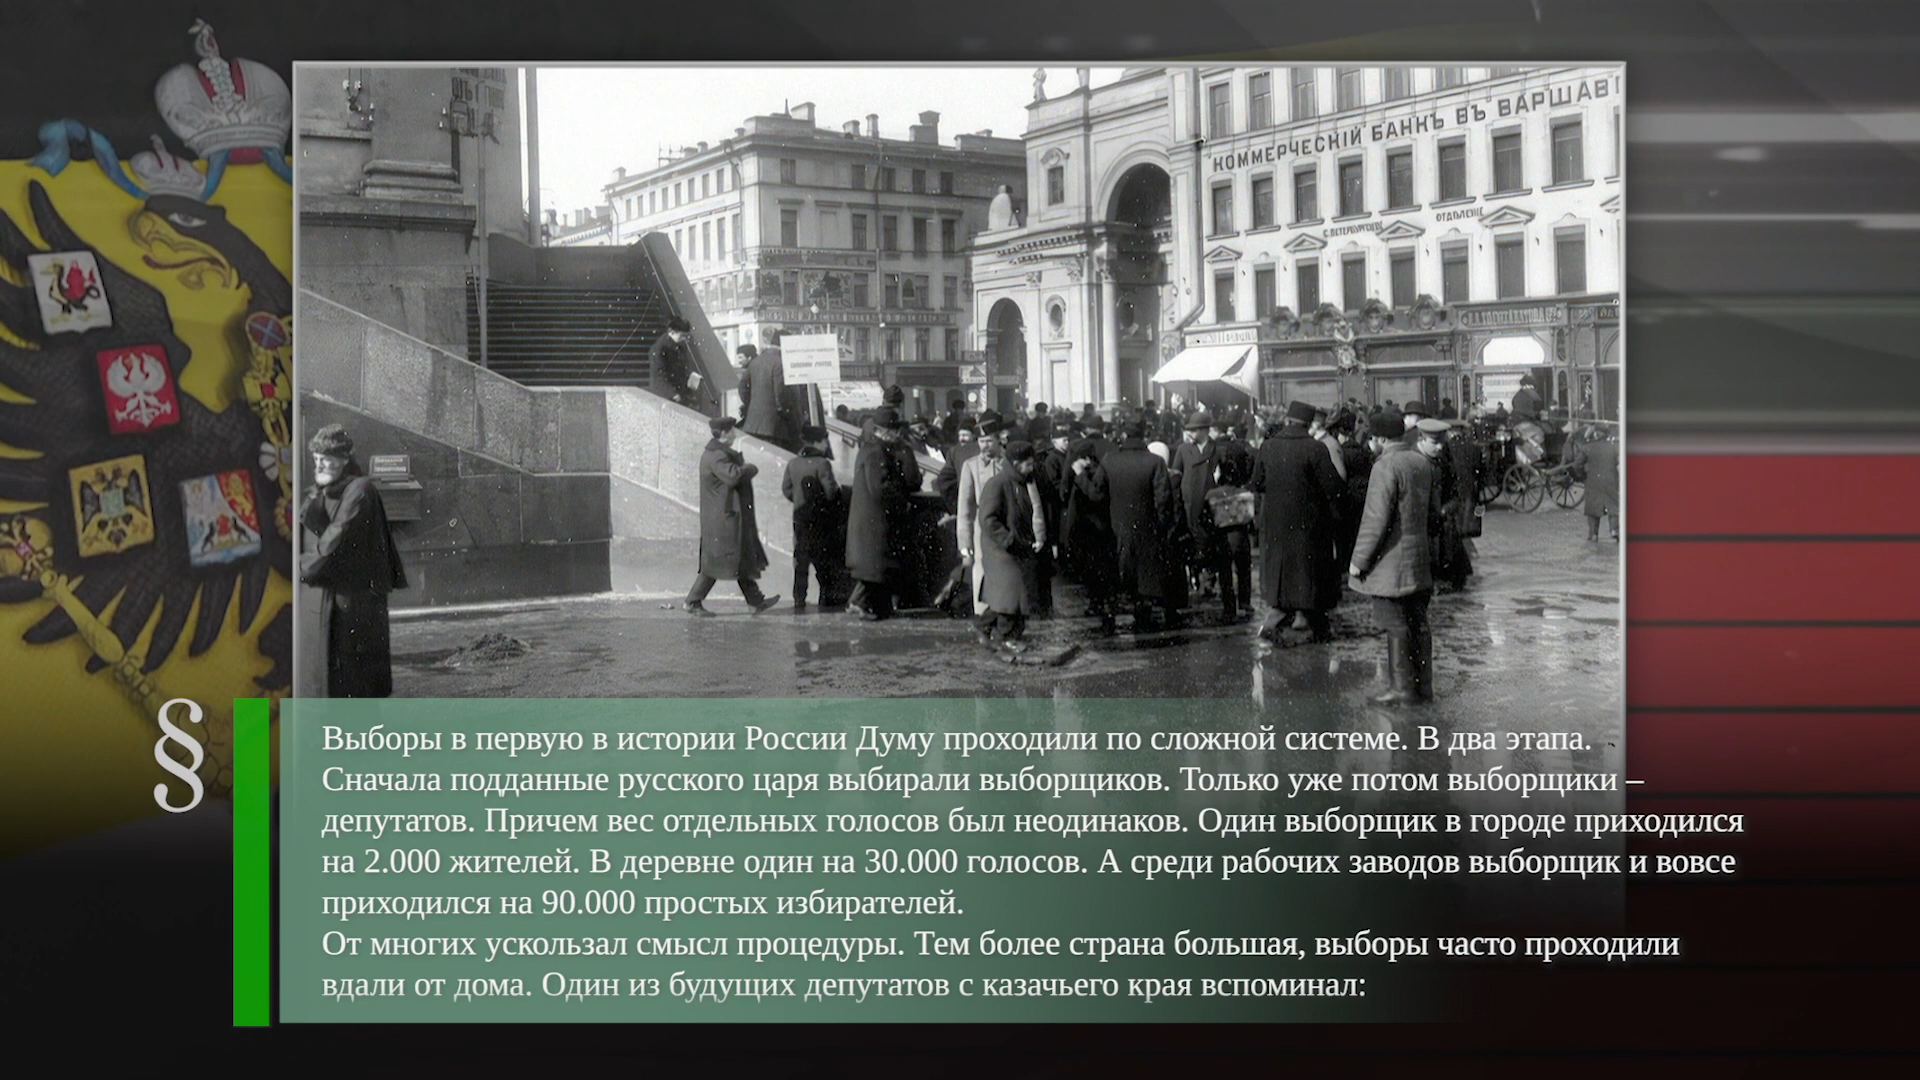 КОММЕРЧЕСКІЙ БАНКЪ ВЪ ВАРШАВ
С.ПЕТЕРБУРГСКОЕ
ОТДѢЛЕНІЕ
§
Выборы в первую в истории России Думу проходили по сложной системе. В два этапа.
Сначала подданные русского царя выбирали выборщиков. Только уже потом выборщики –
депутатов. Причем вес отдельных голосов был неодинаков. Один выборщик в городе приходился
на 2.000 жителей. В деревне один на 30.000 голосов. А среди рабочих заводов выборщик и вовсе
приходился на 90.000 простых избирателей.
От многих ускользал смысл процедуры. Тем более страна большая, выборы часто проходили
вдали от дома. Один из будущих депутатов с казачьего края вспоминал: